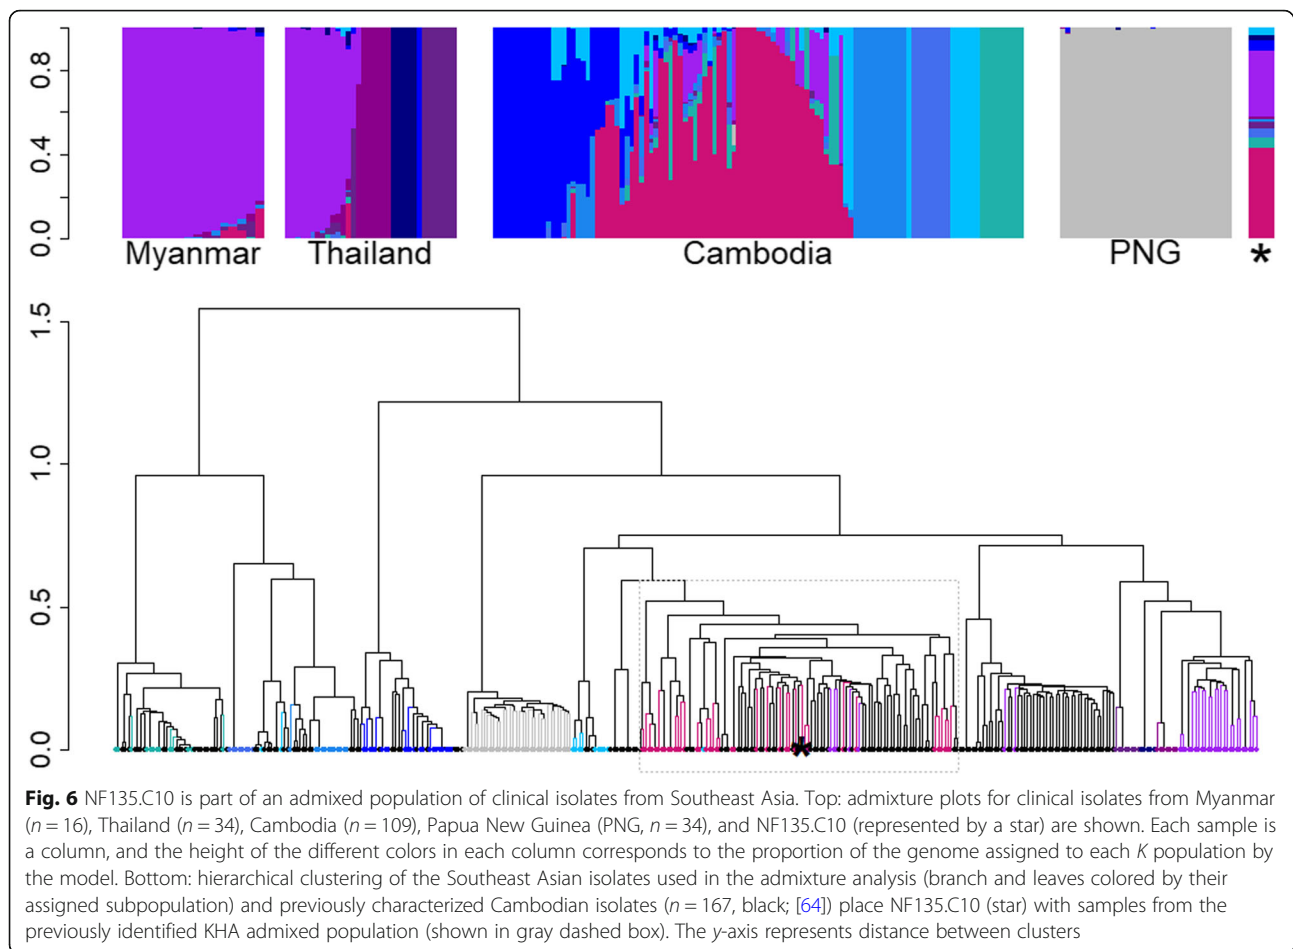 0.8
0.4
0.0
Myanmar Thailand Cambodia PNG *
1.5
1.0
0.5
0.0
*
Fig. 6 NF135.C10 is part of an admixed population of clinical isolates from Southeast Asia. Top: admixture plots for clinical isolates from Myanmar
(n = 16), Thailand (n = 34), Cambodia (n = 109), Papua New Guinea (PNG, n = 34), and NF135.C10 (represented by a star) are shown. Each sample is
a column, and the height of the different colors in each column corresponds to the proportion of the genome assigned to each K population by
the model. Bottom: hierarchical clustering of the Southeast Asian isolates used in the admixture analysis (branch and leaves colored by their
assigned subpopulation) and previously characterized Cambodian isolates (n = 167, black; [64]) place NF135.C10 (star) with samples from the
previously identified KHA admixed population (shown in gray dashed box). The y-axis represents distance between clusters